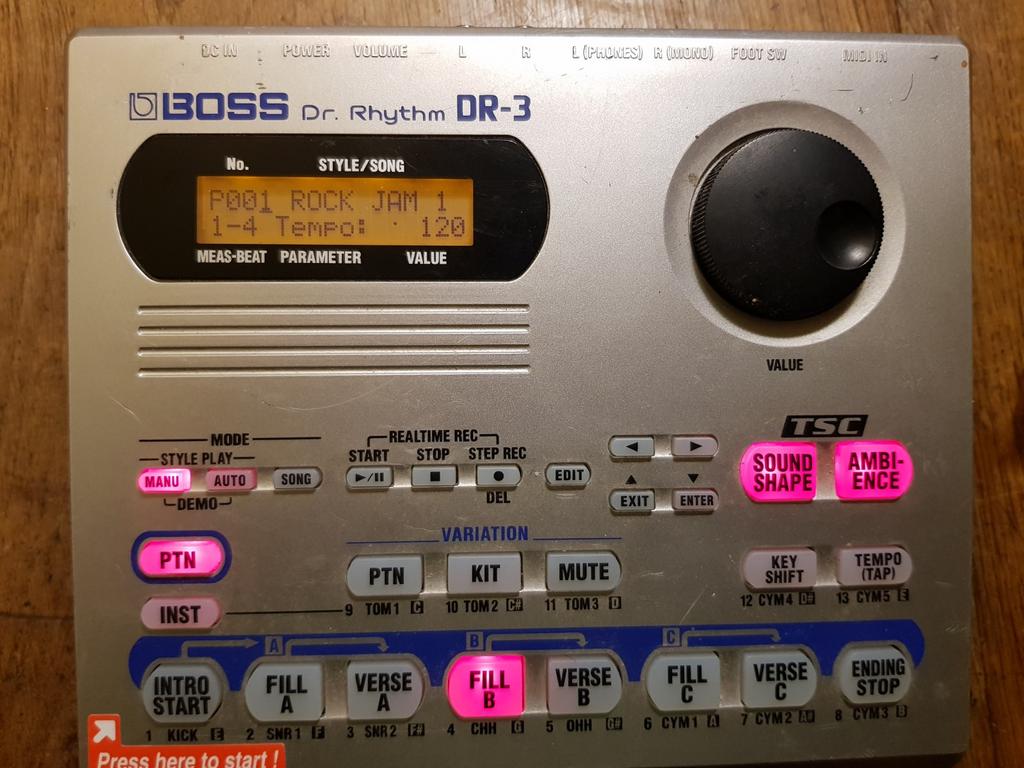 DC IN POWER VOLUME L R L (PHONES) R (MONO) FOOT SW MIDI IN
BOSS Dr. Rhythm DR-3
No. STYLE/SONG
P001 ROCK JAM 1
1-4 Tempo: 120
MEAS-BEAT PARAMETER VALUE
VALUE
TSC
MODE
REALTIME REC
STYLE PLAY
START STOP STEP REC
MANU AUTO SONG
DEMO
EDIT
DEL
EXIT ENTER
SOUND SHAPE
AMBI-ENCE
VARIATION
PTN
PTN KIT MUTE
KEY SHIFT
TEMPO (TAP)
INST
9 TOM1 C 10 TOM2 C# 11 TOM3 D
12 CYM4 D# 13 CYM5 E
A B C
INTRO START
FILL A
VERSE A
FILL B
VERSE B
FILL C
VERSE C
ENDING STOP
1 KICK E 2 SNR1 F 3 SNR2 F# 4 CHH G 5 OHH G# 6 CYM1 A 7 CYM2 A# 8 CYM3 B
Press here to start !